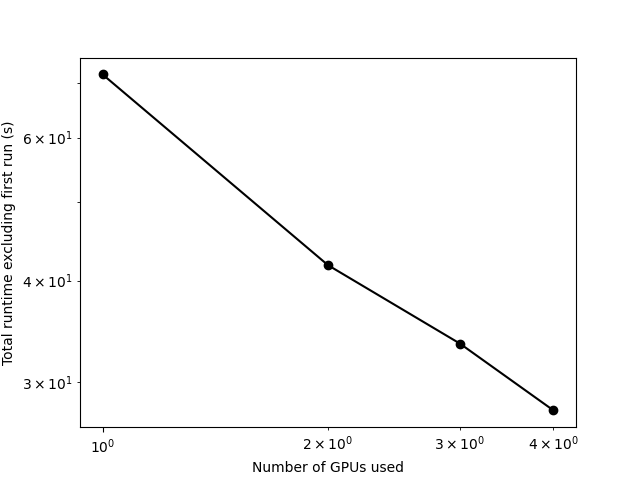 Total runtime excluding first run (s)
6 × 10¹
4 × 10¹
3 × 10¹
10⁰
2 × 10⁰
3 × 10⁰
4 × 10⁰
Number of GPUs used